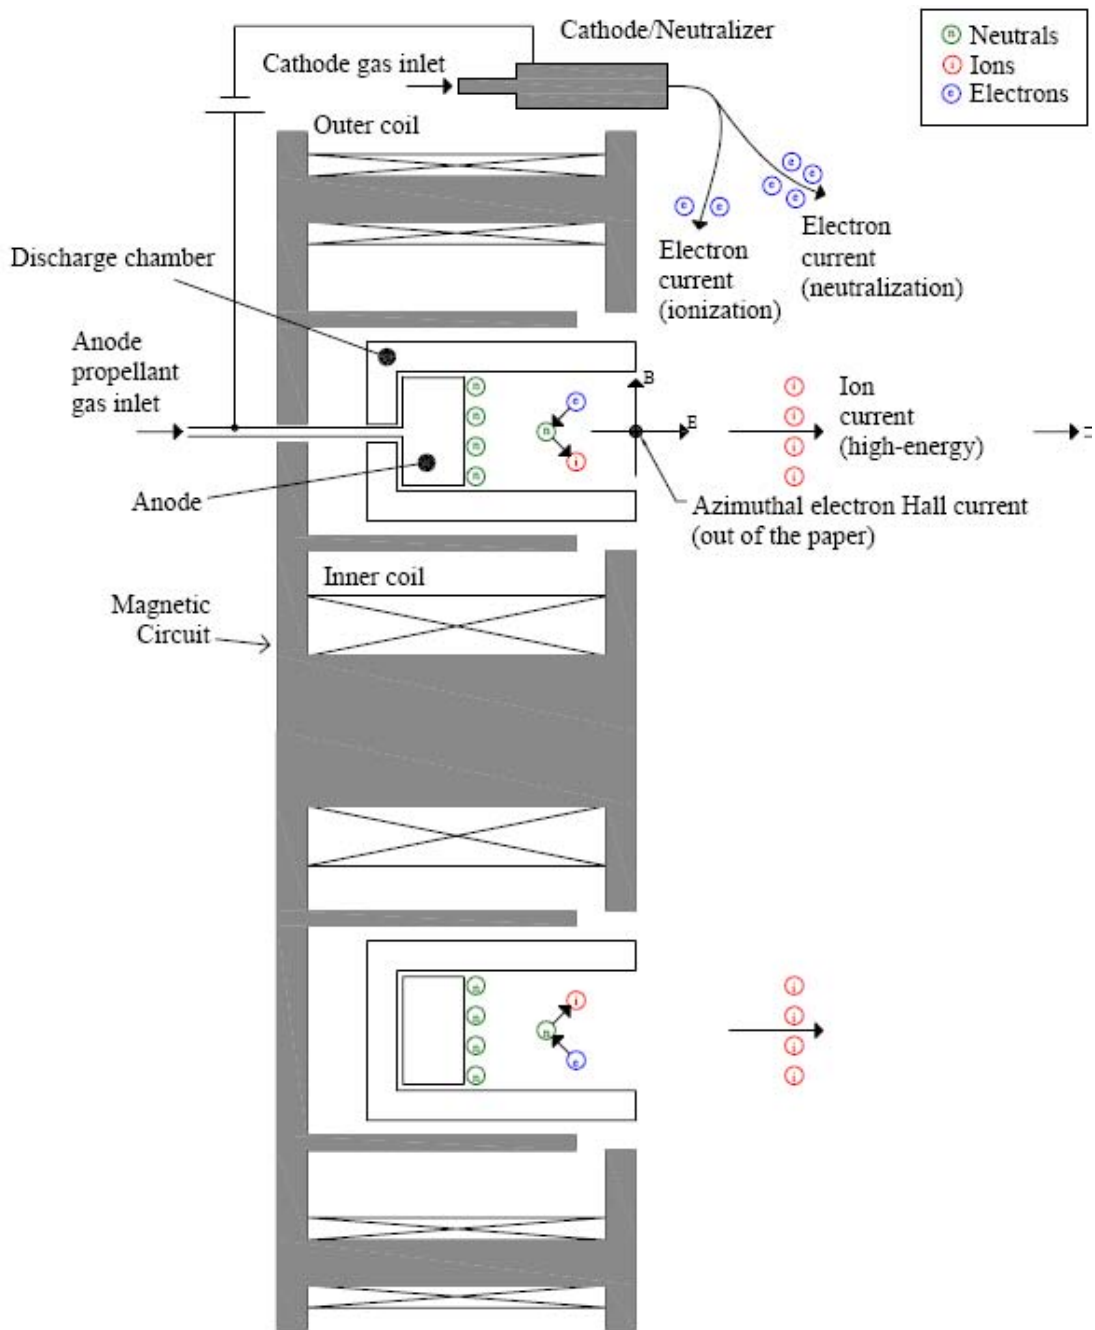 Cathode/Neutralizer
n Neutrals
i Ions
e Electrons
Cathode gas inlet
Outer coil
e e e e
e e
Electron
current
(ionization)
Electron
current
(neutralization)
Discharge chamber
Anode
propellant
gas inlet
n
n
n
n
e
n
i
B
E
i
i
i
i
Ion
current
(high-energy)
Anode
Azimuthal electron Hall current
(out of the paper)
Inner coil
Magnetic
Circuit
n
n
n
n
i
n
e
i
i
i
i